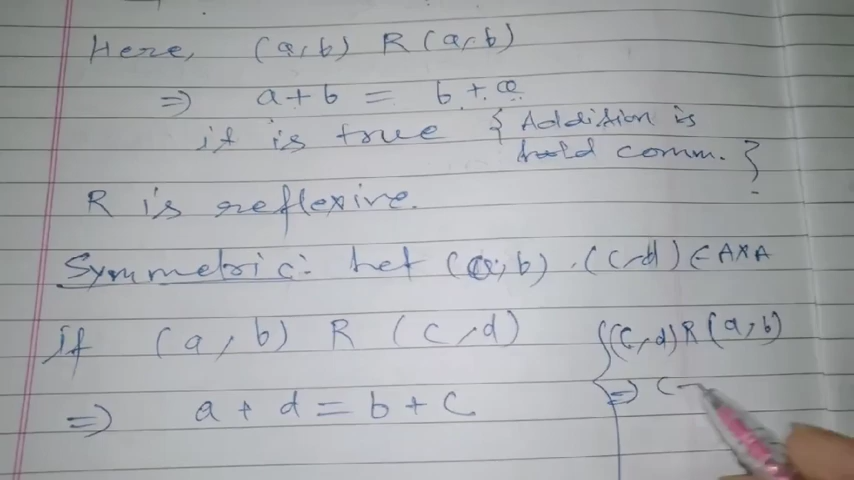 Here, (a,b) R (a,b)
⇒ a+b = b+a
it is true { Addition is
hold comm. }
R is reflexive.
Symmetric:- Let (a,b), (c,d) ∈ A×A
if (a,b) R (c,d)
{(c,d) R (a,b)
⇒ a + d = b + c
⇒ c